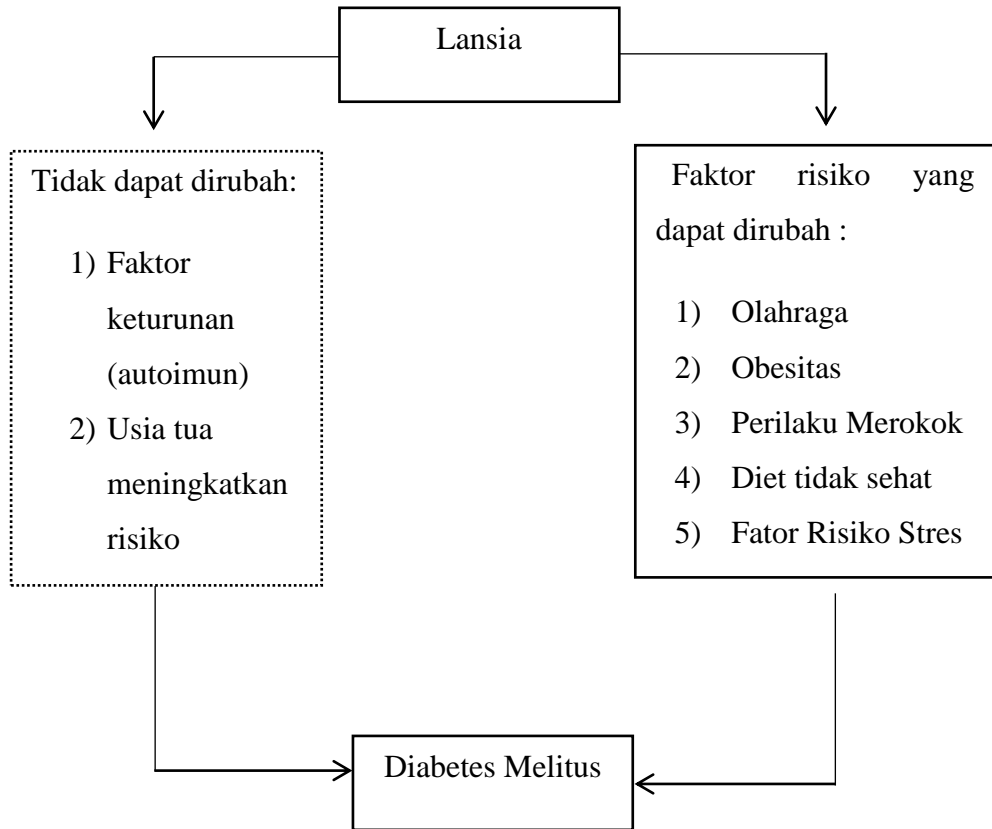 Lansia
Tidak dapat dirubah:
1) Faktor
keturunan
(autoimun)
2) Usia tua
meningkatkan
risiko
Faktor risiko yang
dapat dirubah :
1) Olahraga
2) Obesitas
3) Perilaku Merokok
4) Diet tidak sehat
5) Fator Risiko Stres
Diabetes Melitus